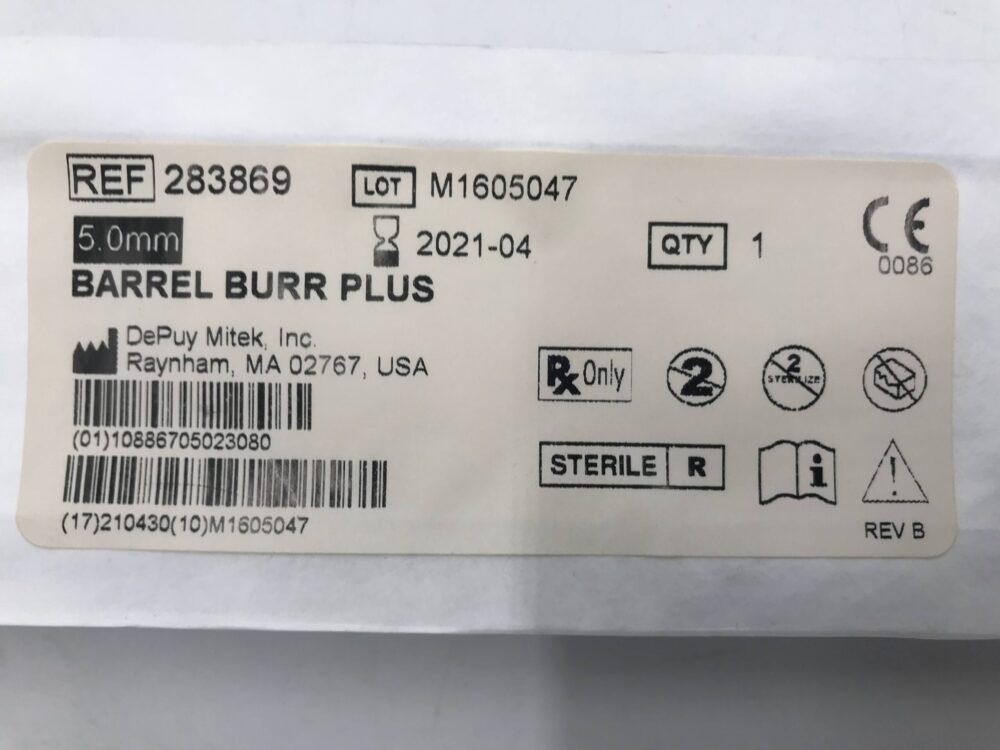 REF 283869 LOT M1605047
5.0mm 2021-04 QTY 1 CE 0086
BARREL BURR PLUS
DePuy Mitek, Inc.
Raynham, MA 02767, USA
Rx Only 2 2 STERILIZE
(01)10886705023080
STERILE R i !
(17)210430(10)M1605047
REV B